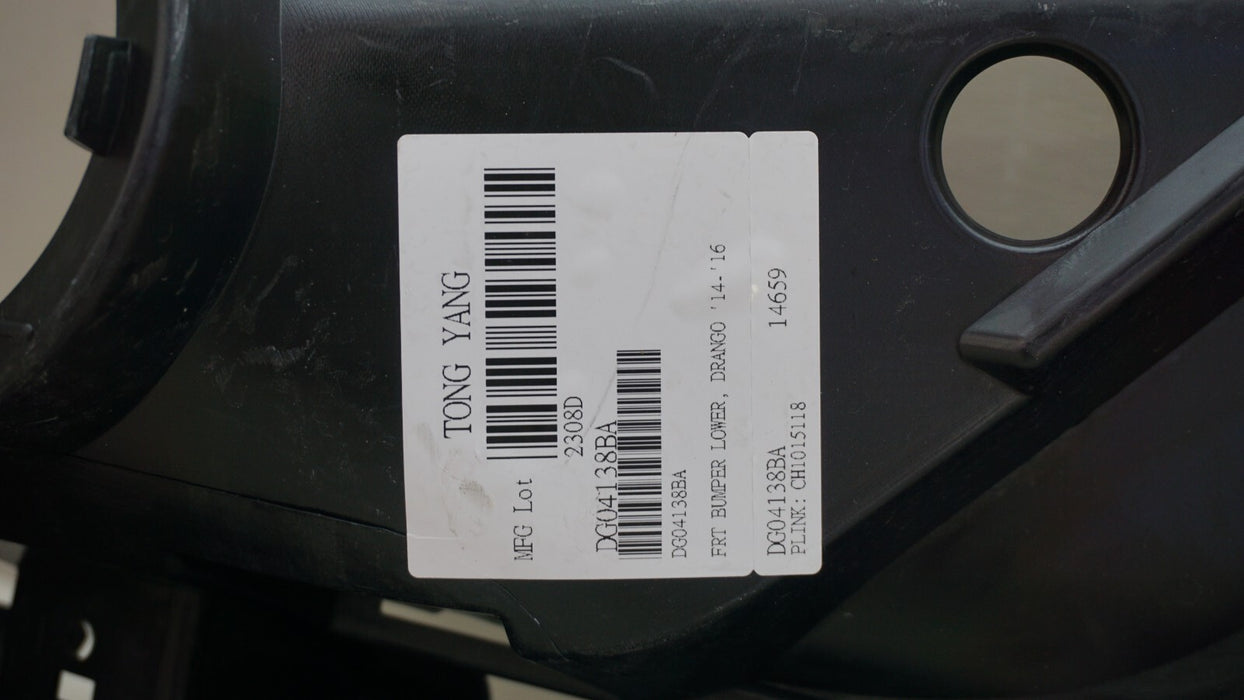 TONG YANG
MFG Lot
2308D
DG04138BA
DG04138BA
FRT BUMPER LOWER, DRANGO '14-'16
DG04138BA 14659
PLINK: CH1015118